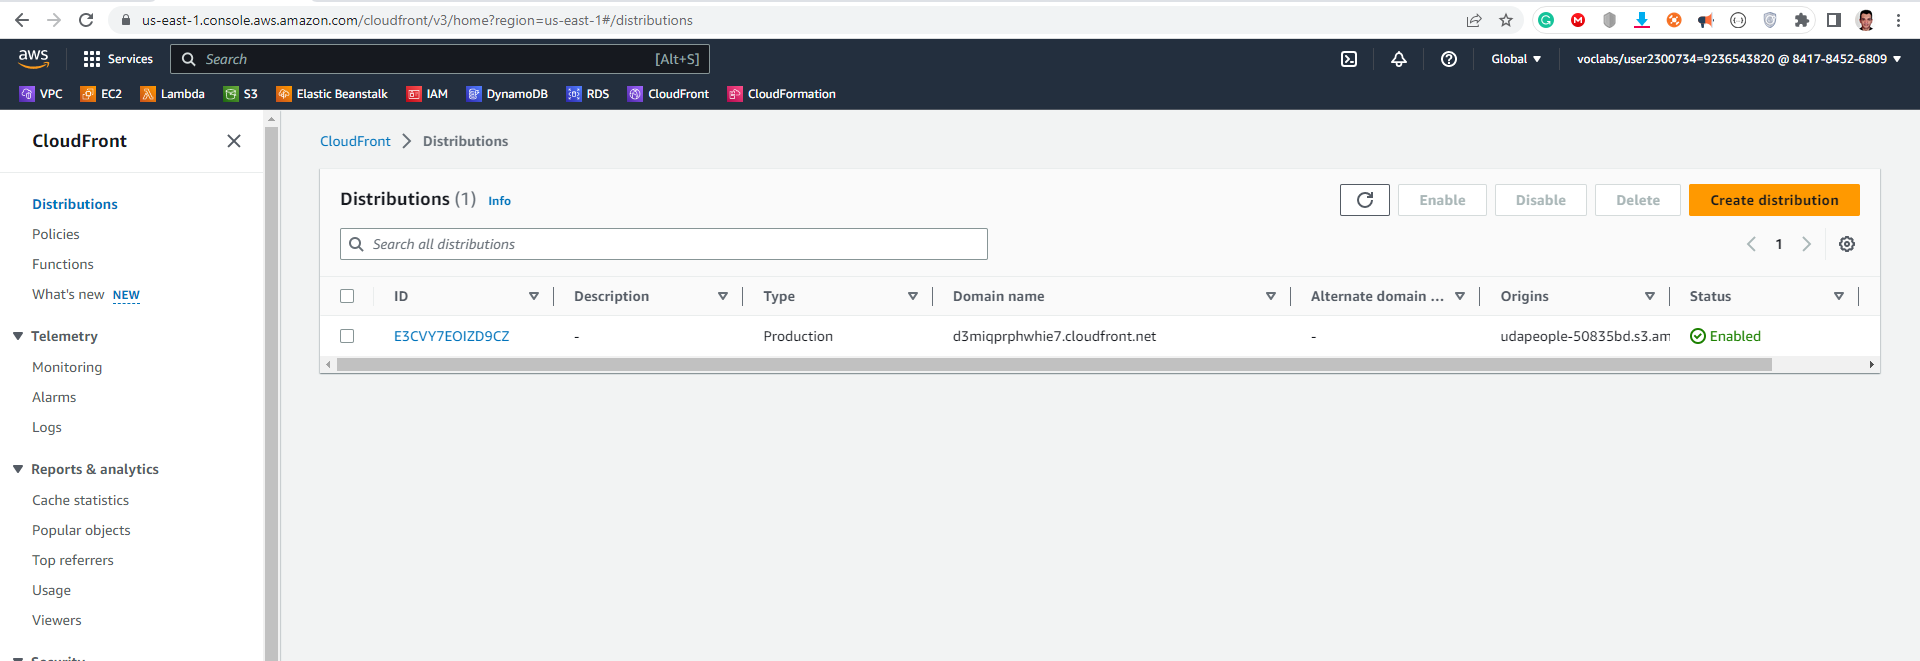 us-east-1.console.aws.amazon.com/cloudfront/v3/home?region=us-east-1#/distributions
aws Services Search [Alt+S] Global voclabs/user2300734=9236543820 @ 8417-8452-6809
VPC EC2 Lambda S3 Elastic Beanstalk IAM DynamoDB RDS CloudFront CloudFormation
CloudFront
Distributions
Policies
Functions
What's new NEW
Telemetry
Monitoring
Alarms
Logs
Reports & analytics
Cache statistics
Popular objects
Top referrers
Usage
Viewers
Security
CloudFront Distributions
Distributions (1) Info Enable Disable Delete Create distribution
Search all distributions 1
ID Description Type Domain name Alternate domain ... Origins Status
E3CVY7EOIZD9CZ - Production d3miqprphwhie7.cloudfront.net - udapeople-50835bd.s3.am Enabled